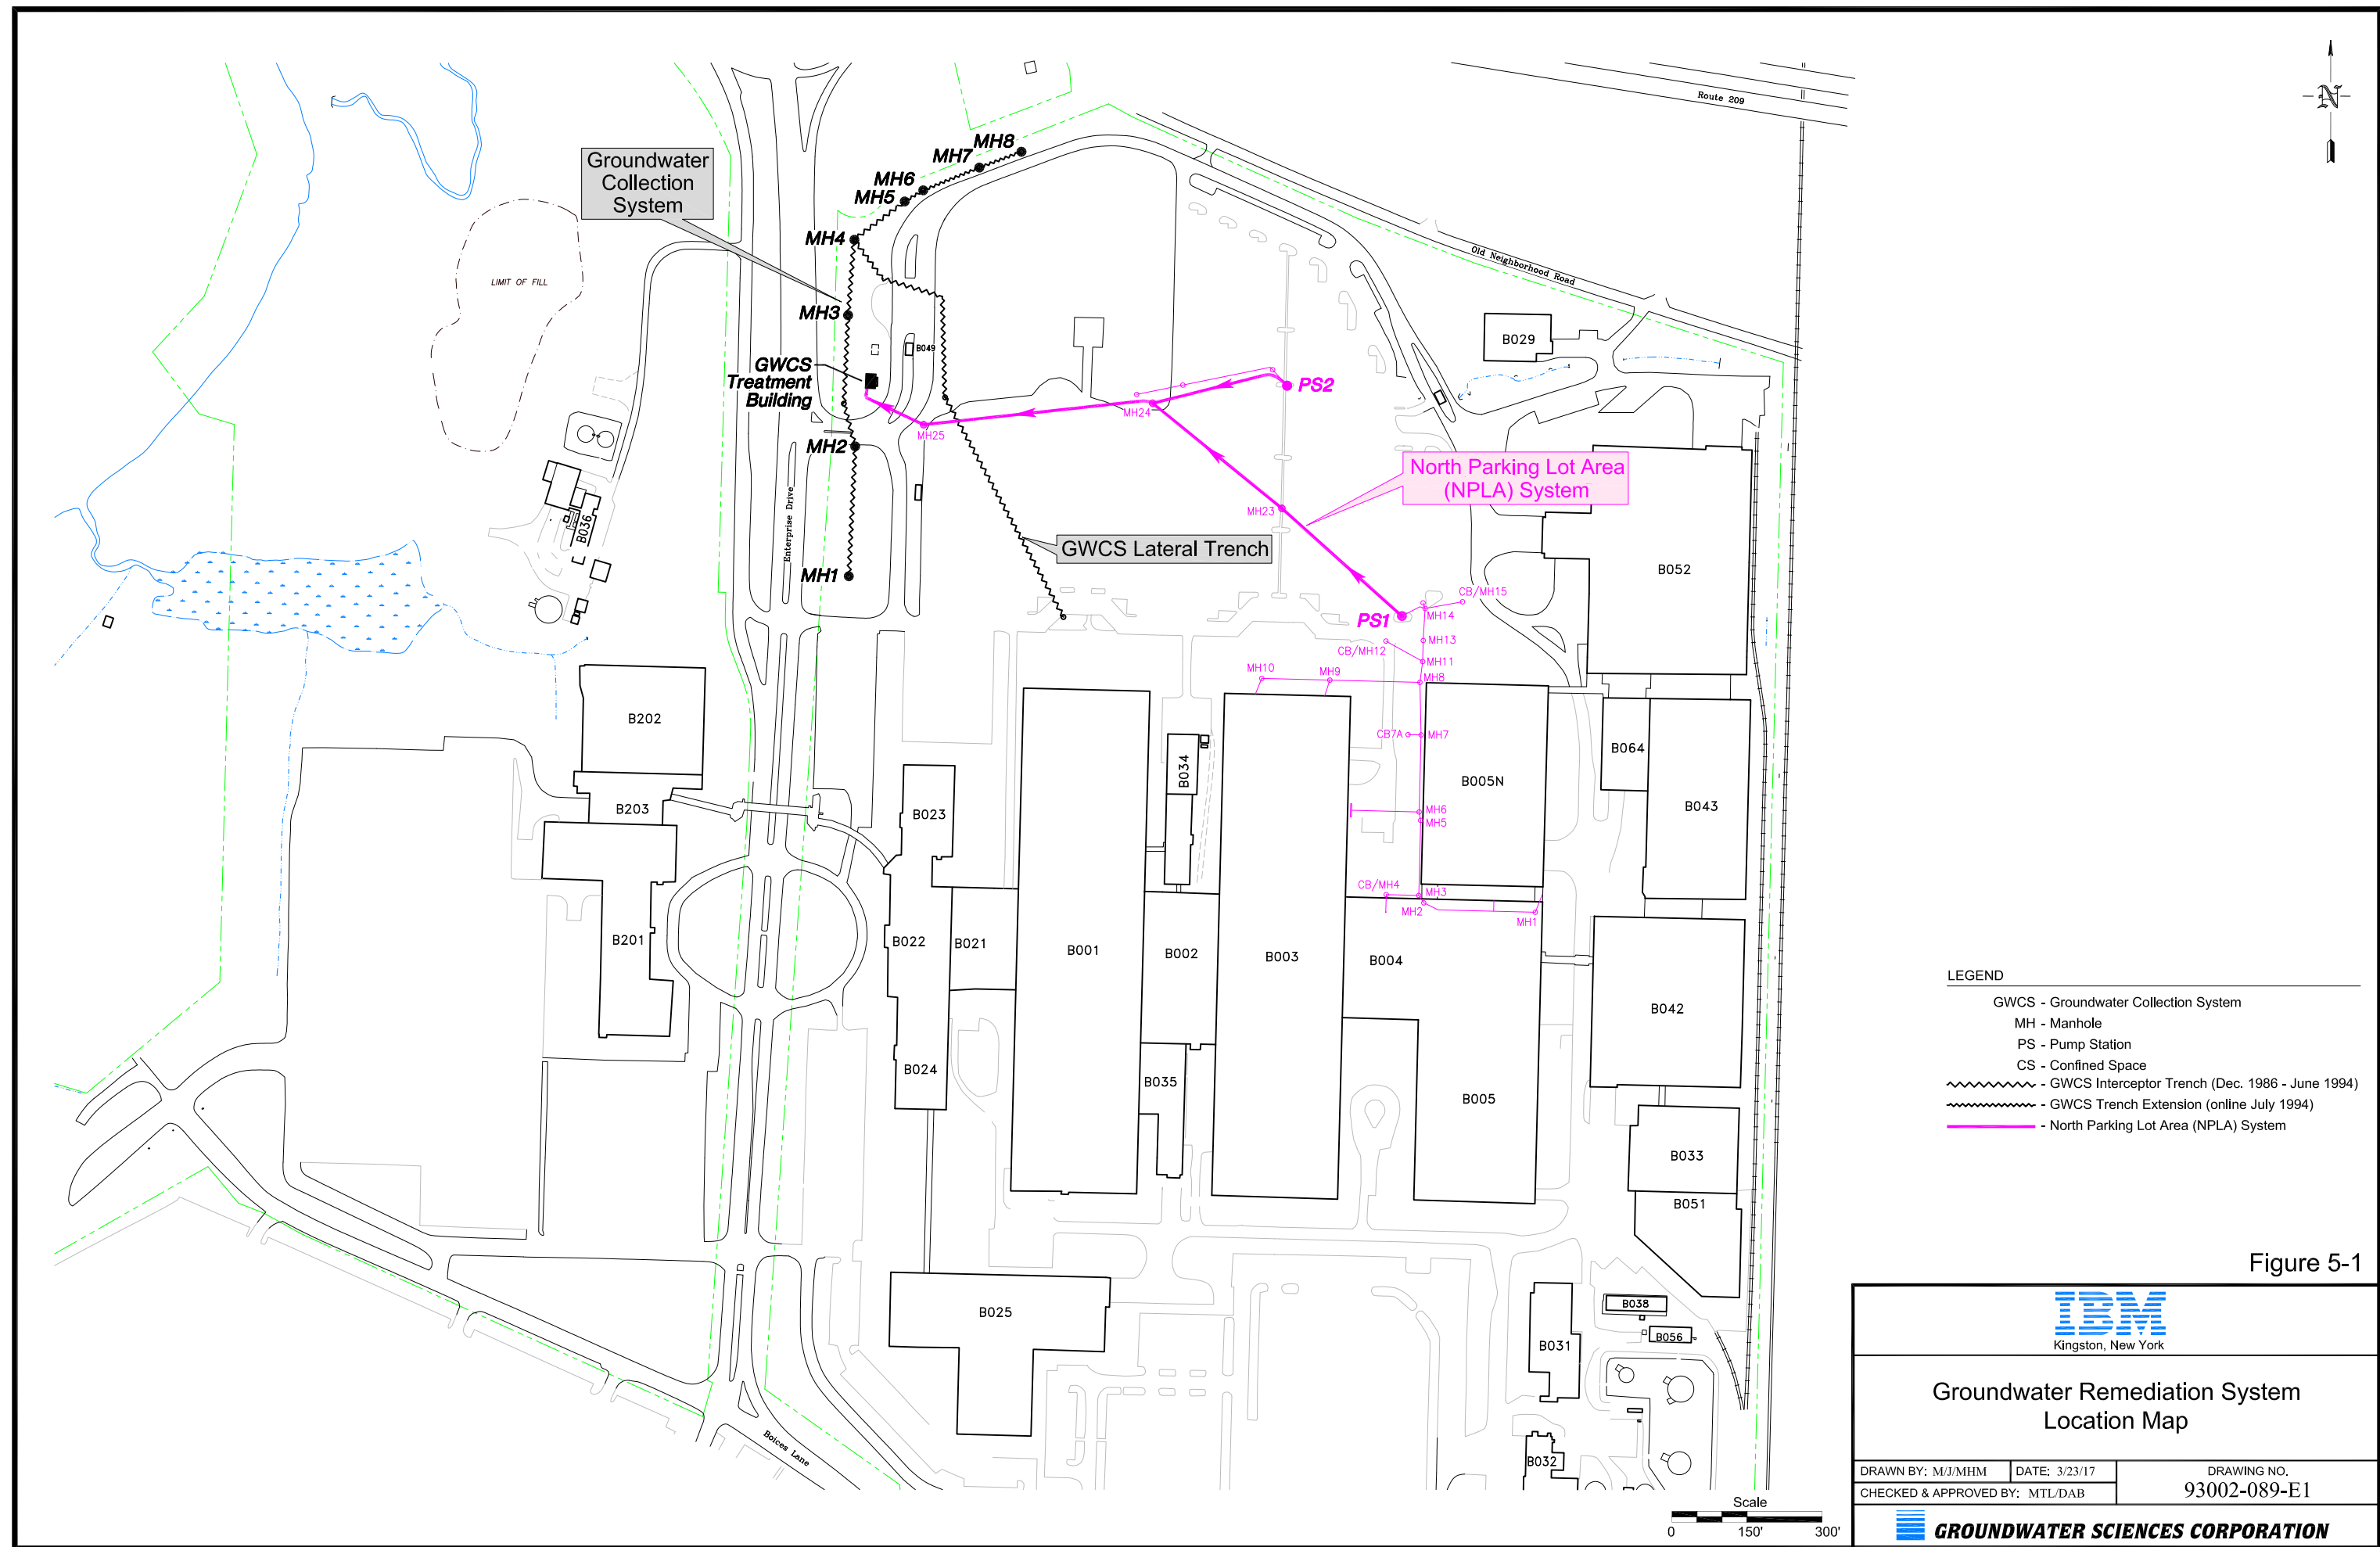 Route 209
N
MH8
MH7
MH6
MH5
Groundwater
Collection
System
MH4
Old Neighborhood Road
LIMIT OF FILL
MH3
B029
B049
GWCS
Treatment
Building
PS2
MH24
MH25
MH2
North Parking Lot Area
(NPLA) System
Enterprise Drive
MH23
B036
GWCS Lateral Trench
B052
MH1
CB/MH15
MH14
PS1
MH13
CB/MH12
MH11
MH10
MH9
MH8
B202
CB7A
MH7
B064
B034
B005N
B203
B023
MH6
B043
MH5
CB/MH4
MH3
MH2
MH1
B201
B022
B021
B001
B002
B003
B004
B042
B024
B035
B005
B033
B051
LEGEND
GWCS - Groundwater Collection System
MH - Manhole
PS - Pump Station
CS - Confined Space
- GWCS Interceptor Trench (Dec. 1986 - June 1994)
- GWCS Trench Extension (online July 1994)
- North Parking Lot Area (NPLA) System
Figure 5-1
B025
B038
B056
B031
B032
Boices Lane
IBM
Kingston, New York
Groundwater Remediation System
Location Map
DRAWN BY: M/J/MHM
DATE: 3/23/17
DRAWING NO.
93002-089-E1
CHECKED & APPROVED BY: MTL/DAB
Scale
0 150' 300'
GROUNDWATER SCIENCES CORPORATION